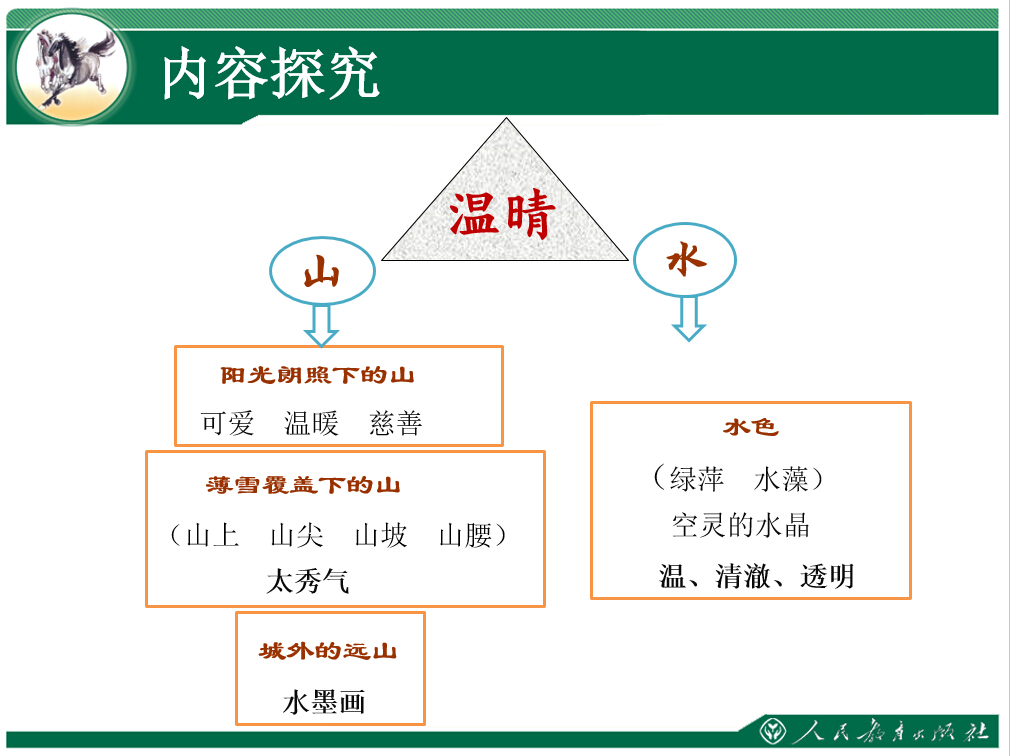 内容探究
温晴
山
水
阳光朗照下的山
可爱 温暖 慈善
薄雪覆盖下的山
（山上 山尖 山坡 山腰）
太秀气
城外的远山
水墨画
水色
（绿萍 水藻）
空灵的水晶
温、清澈、透明
人民教育出版社